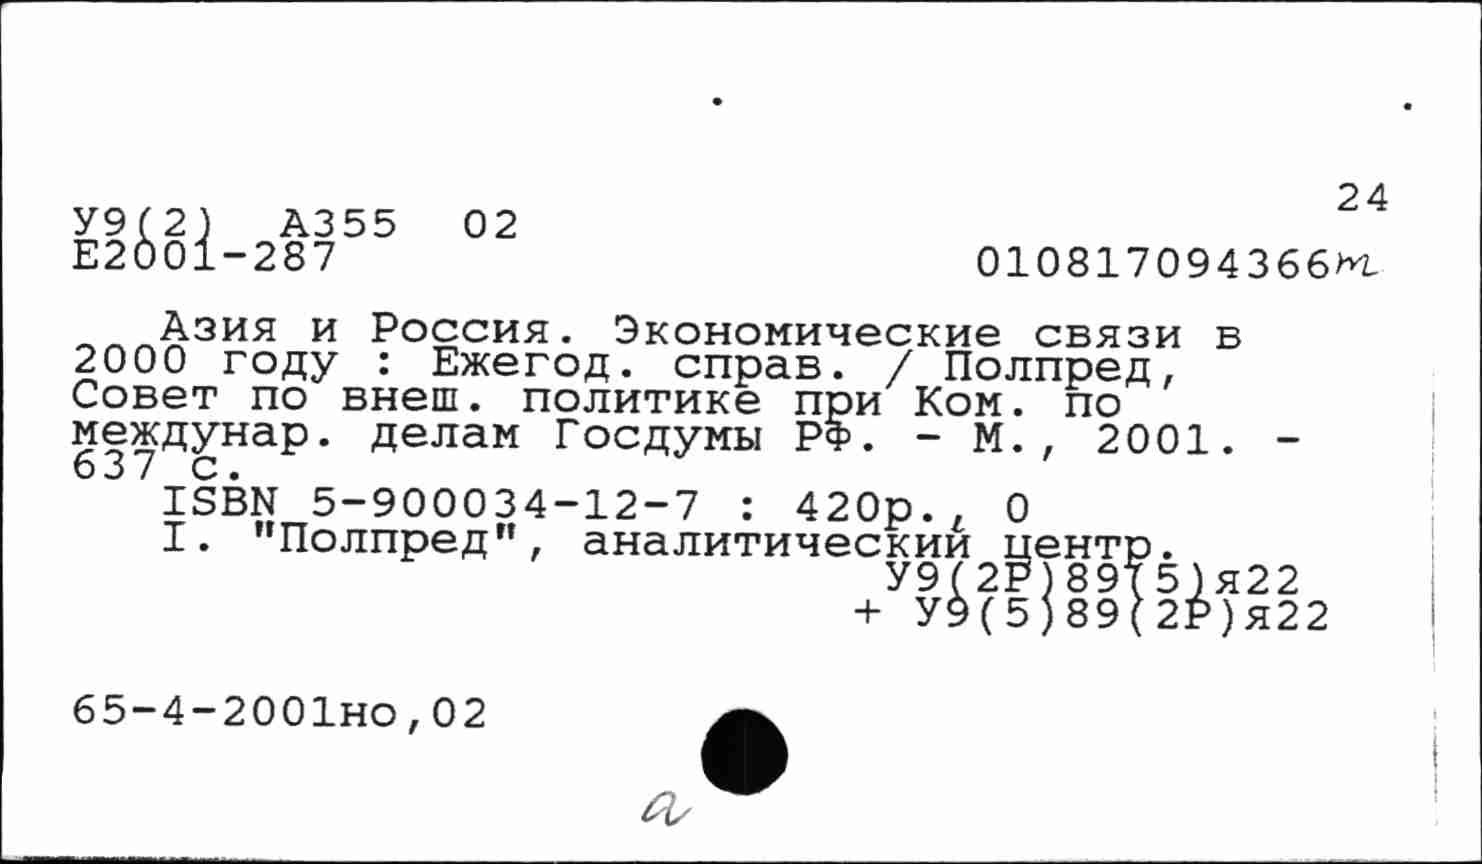 24
У9(2) А355 02
Е2001-287
010817094366т
Азия и Россия. Экономические связи в
2000 году : Ежегод. справ. / Полпред,
Совет по внеш. политике при Ком. по
междунар. делам Госдумы РФ. - М., 2001. -
637 с.
ISBN 5-900034-12-7 : 420р., 0
I. "Полпред", аналитический центр.
У9(2Р)89(5)я22
+ У9(5)89(2Р)я22
65-4-2001но,02
а